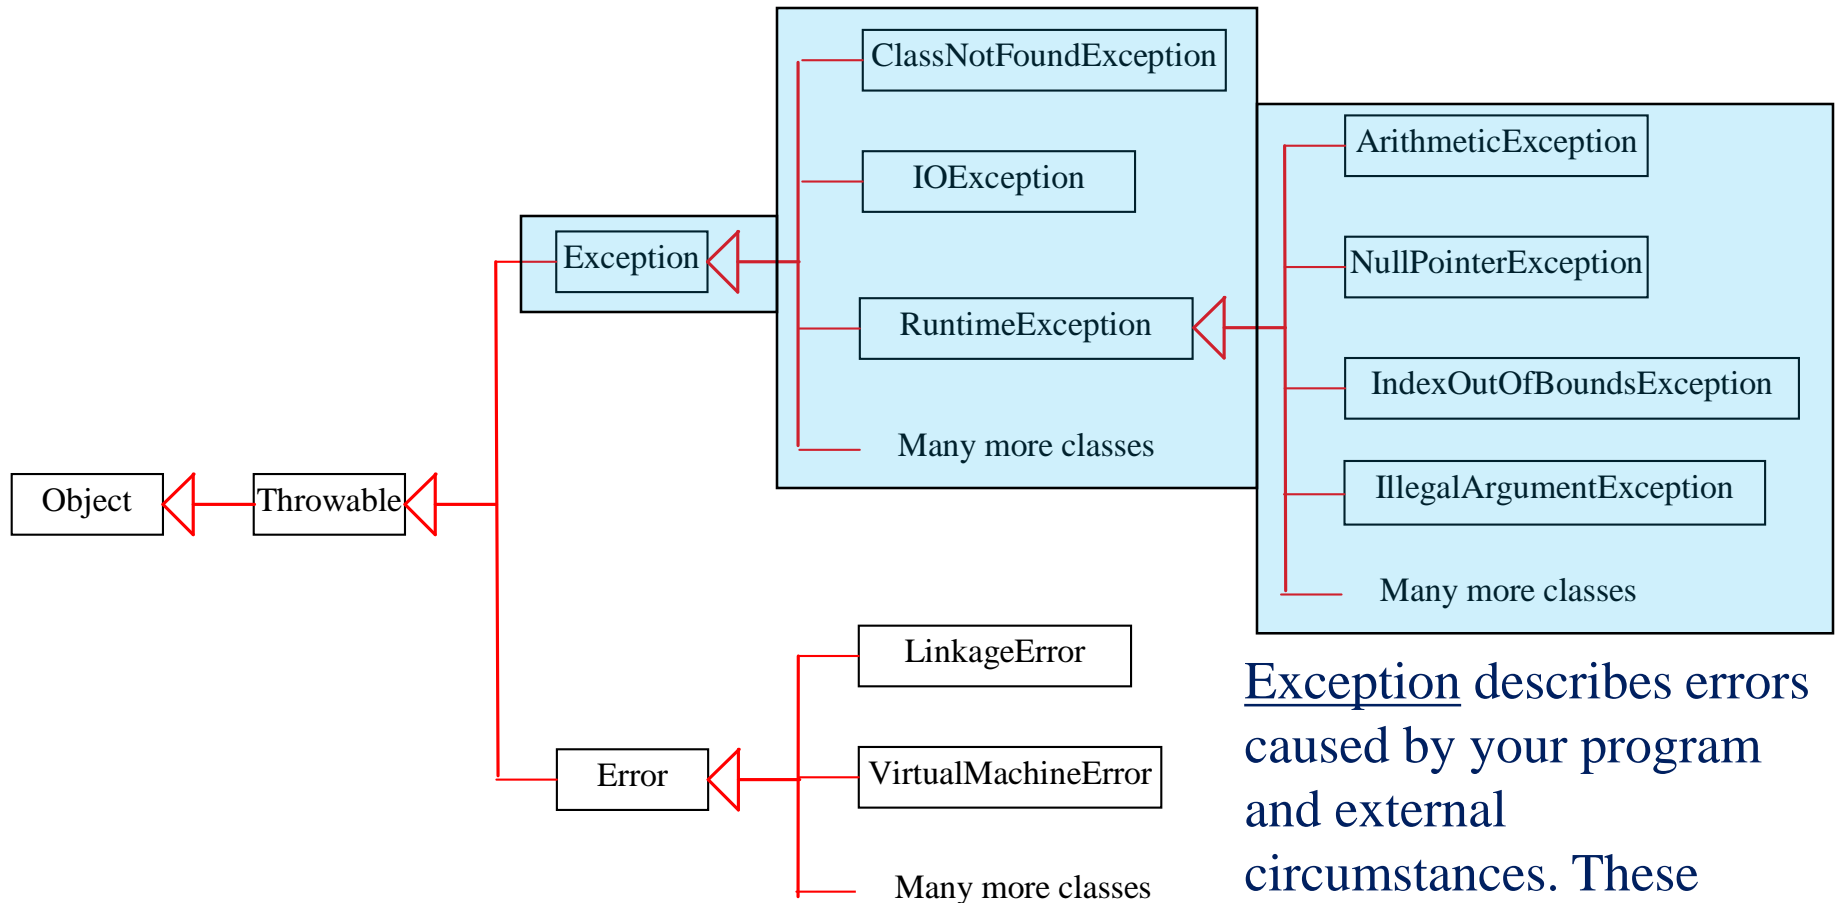 ClassNotFoundException
ArithmeticException
IOException
NullPointerException
Exception
RuntimeException
IndexOutOfBoundsException
Many more classes
IllegalArgumentException
Object
Throwable
Many more classes
LinkageError
VirtualMachineError
Error
Many more classes
Exception describes errors
caused by your program
and external
circumstances. These